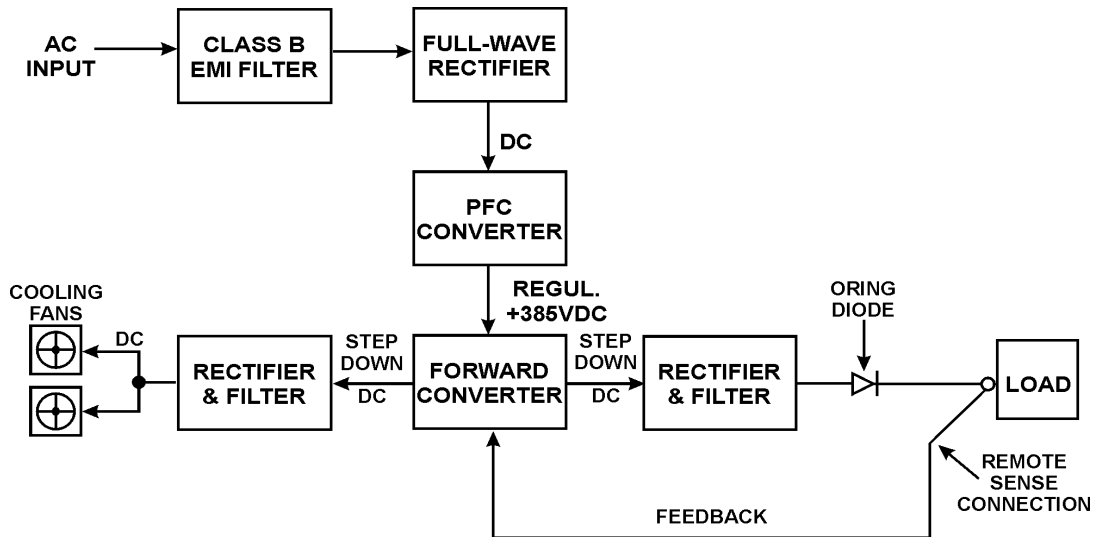 AC
INPUT
CLASS B
EMI FILTER
FULL-WAVE
RECTIFIER
DC
PFC
CONVERTER
REGUL.
+385VDC
COOLING
FANS
DC
RECTIFIER
& FILTER
STEP
DOWN
DC
FORWARD
CONVERTER
STEP
DOWN
DC
RECTIFIER
& FILTER
ORING
DIODE
LOAD
REMOTE
SENSE
CONNECTION
FEEDBACK